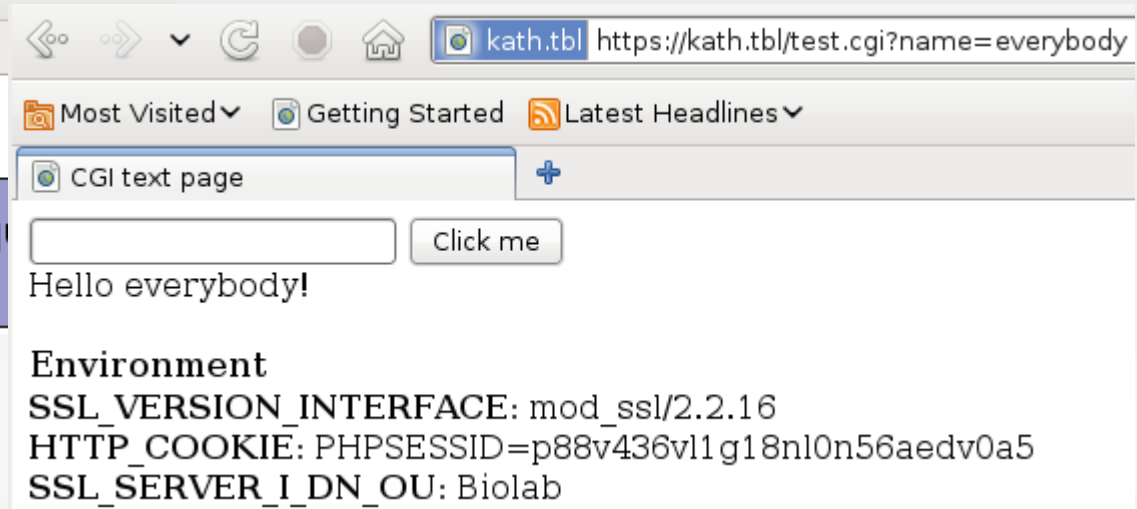 kath.tbl https://kath.tbl/test.cgi?name=everybody
Most Visited Getting Started Latest Headlines
CGI text page
Click me
Hello everybody!
Environment
SSL_VERSION_INTERFACE: mod_ssl/2.2.16
HTTP_COOKIE: PHPSESSID=p88v436vl1g18nl0n56aedv0a5
SSL_SERVER_I_DN_OU: Biolab